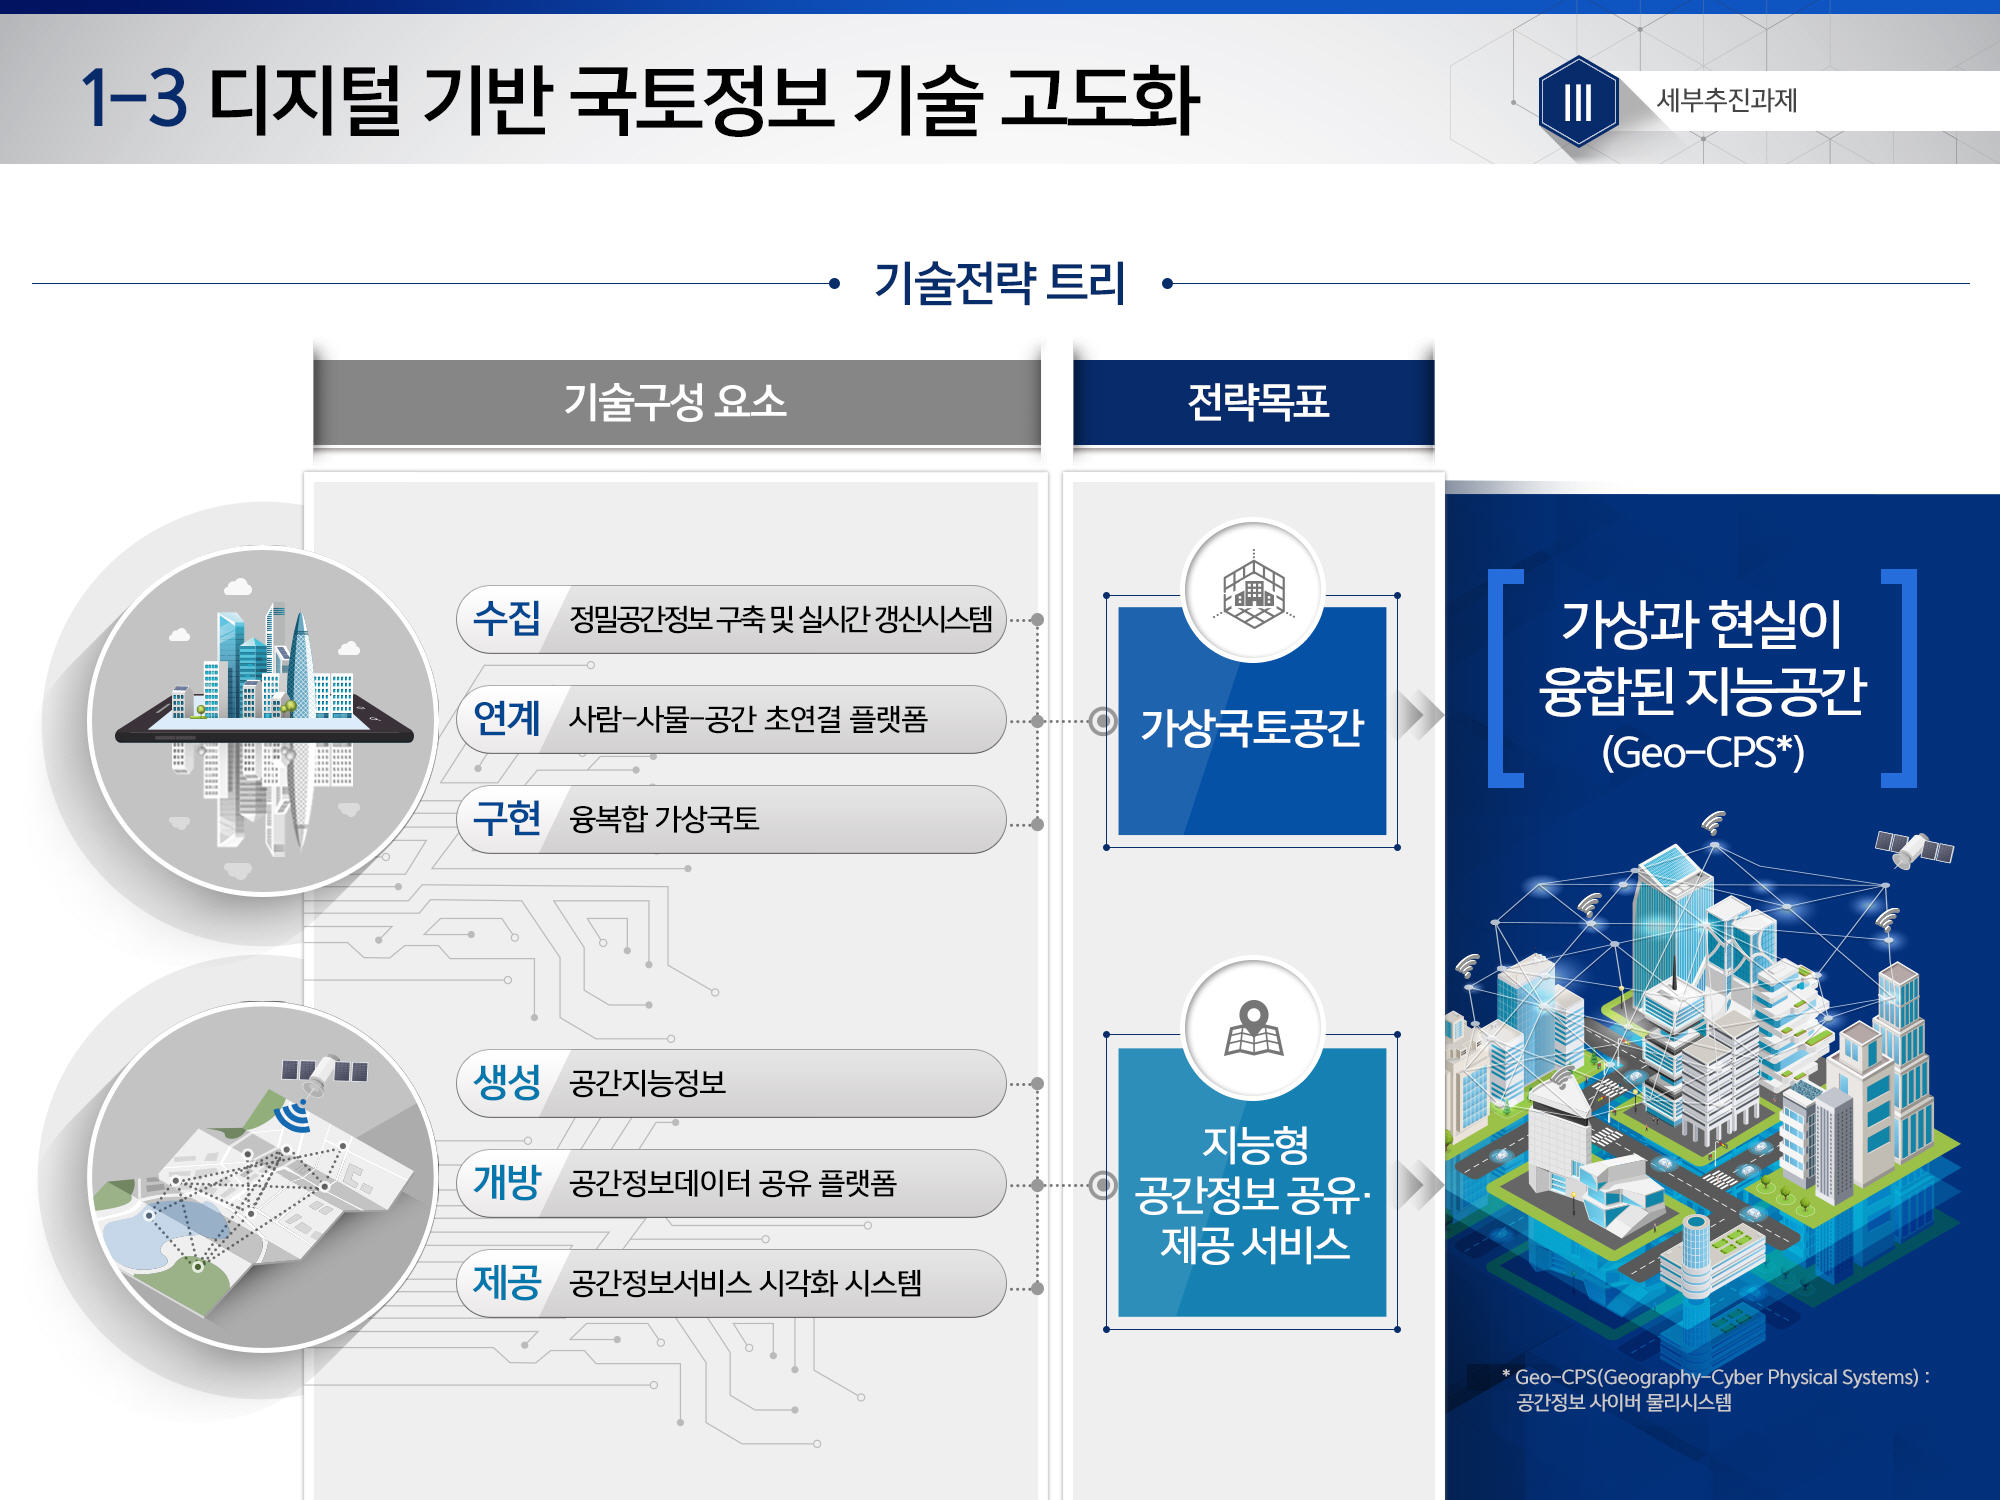 1-3 디지털 기반 국토정보 기술 고도화
III 세부추진과제
기술전략 트리
기술구성 요소
전략목표
수집 정밀공간정보 구축 및 실시간 갱신시스템
연계 사람-사물-공간 초연결 플랫폼
구현 융복합 가상국토
가상국토공간
생성 공간지능정보
개방 공간정보데이터 공유 플랫폼
제공 공간정보서비스 시각화 시스템
지능형
공간정보 공유·
제공 서비스
가상과 현실이
융합된 지능공간
(Geo-CPS*)
* Geo-CPS(Geography-Cyber Physical Systems) :
공간정보 사이버 물리시스템